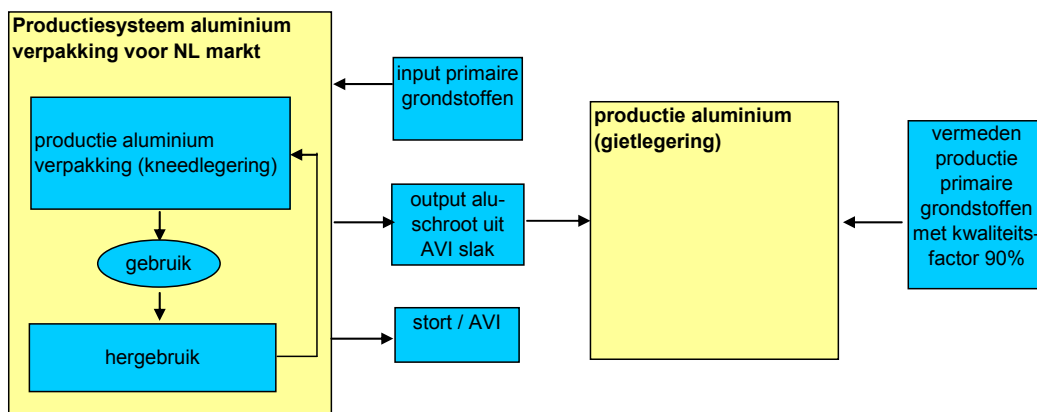 Productiesysteem aluminium
verpakking voor NL markt
productie aluminium
verpakking (kneedlegering)
gebruik
hergebruik
input primaire
grondstoffen
output alu-
schroot uit
AVI slak
stort / AVI
productie aluminium
(gietlegering)
vermeden
productie
primaire
grondstoffen
met kwaliteits-
factor 90%